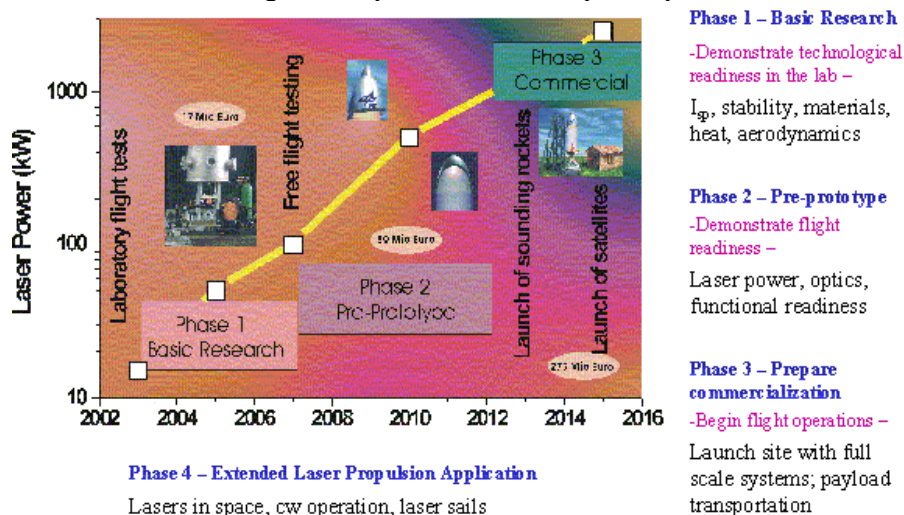 Phase 1 – Basic Research
-Demonstrate technological
readiness in the lab –
Isp, stability, materials,
heat, aerodynamics
Phase 2 – Pre-prototype
-Demonstrate flight
readiness –
Laser power, optics,
functional readiness
Phase 3 – Prepare
commercialization
-Begin flight operations –
Launch site with full
scale systems; payload
transportation
Laser Power (kW)
1000
100
10
2002 2004 2006 2008 2010 2012 2014 2016
Laboratory flight tests
Free flight testing
Launch of sounding rockets
Launch of satellites
Phase 1
Basic Research
Phase 2
Pre-Prototype
Phase 3
Commercial
Mio Euro
Mio Euro
Mio Euro
Phase 4 – Extended Laser Propulsion Application
Lasers in space, cw operation, laser sails